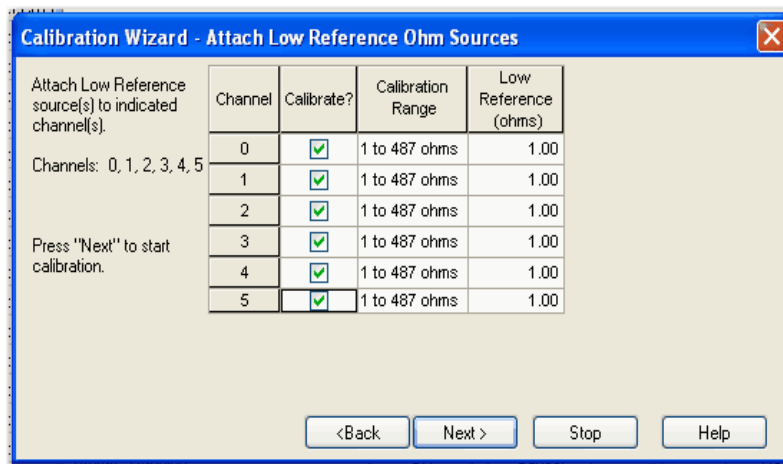 Calibration Wizard - Attach Low Reference Ohm Sources
Attach Low Reference
source(s) to indicated
channel(s).
Channels: 0, 1, 2, 3, 4, 5
Press "Next" to start
calibration.
Channel Calibrate? Calibration Range Low Reference (ohms)
0 1 to 487 ohms 1.00
1 1 to 487 ohms 1.00
2 1 to 487 ohms 1.00
3 1 to 487 ohms 1.00
4 1 to 487 ohms 1.00
5 1 to 487 ohms 1.00
<Back Next > Stop Help